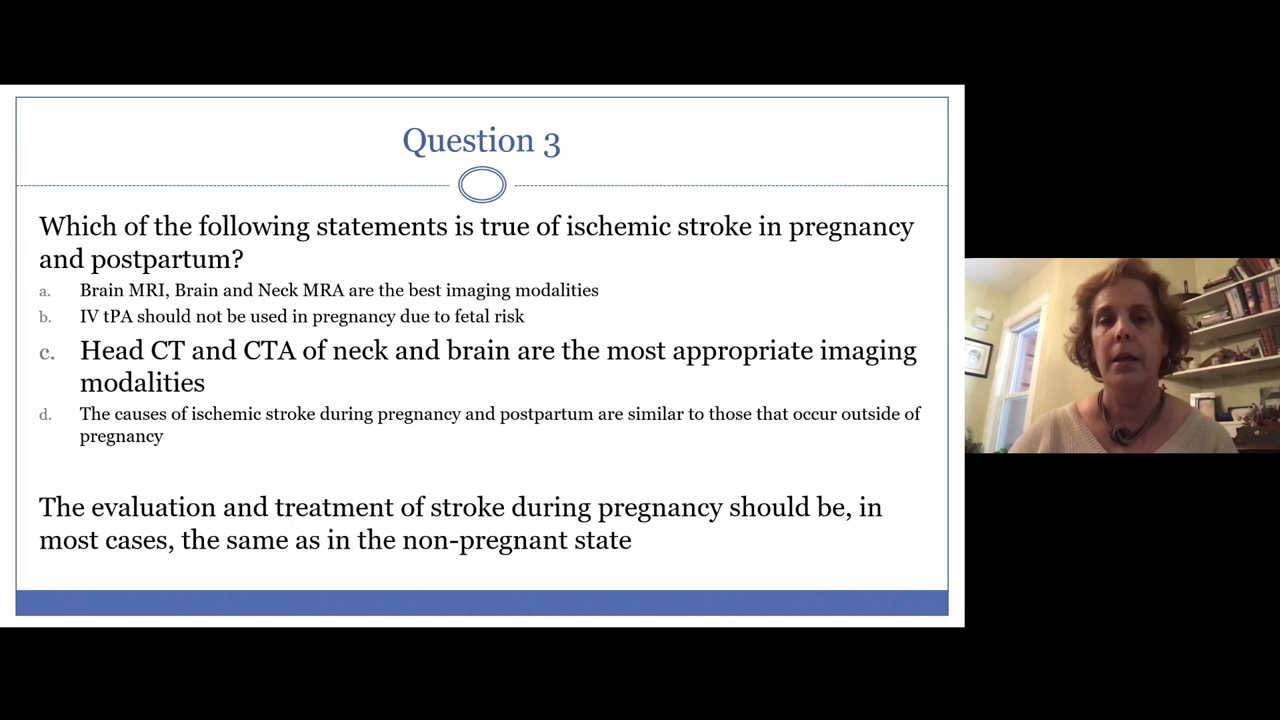 Question 3
Which of the following statements is true of ischemic stroke in pregnancy
and postpartum?
a. Brain MRI, Brain and Neck MRA are the best imaging modalities
b. IV tPA should not be used in pregnancy due to fetal risk
c. Head CT and CTA of neck and brain are the most appropriate imaging
modalities
d. The causes of ischemic stroke during pregnancy and postpartum are similar to those that occur outside of
pregnancy
The evaluation and treatment of stroke during pregnancy should be, in
most cases, the same as in the non-pregnant state